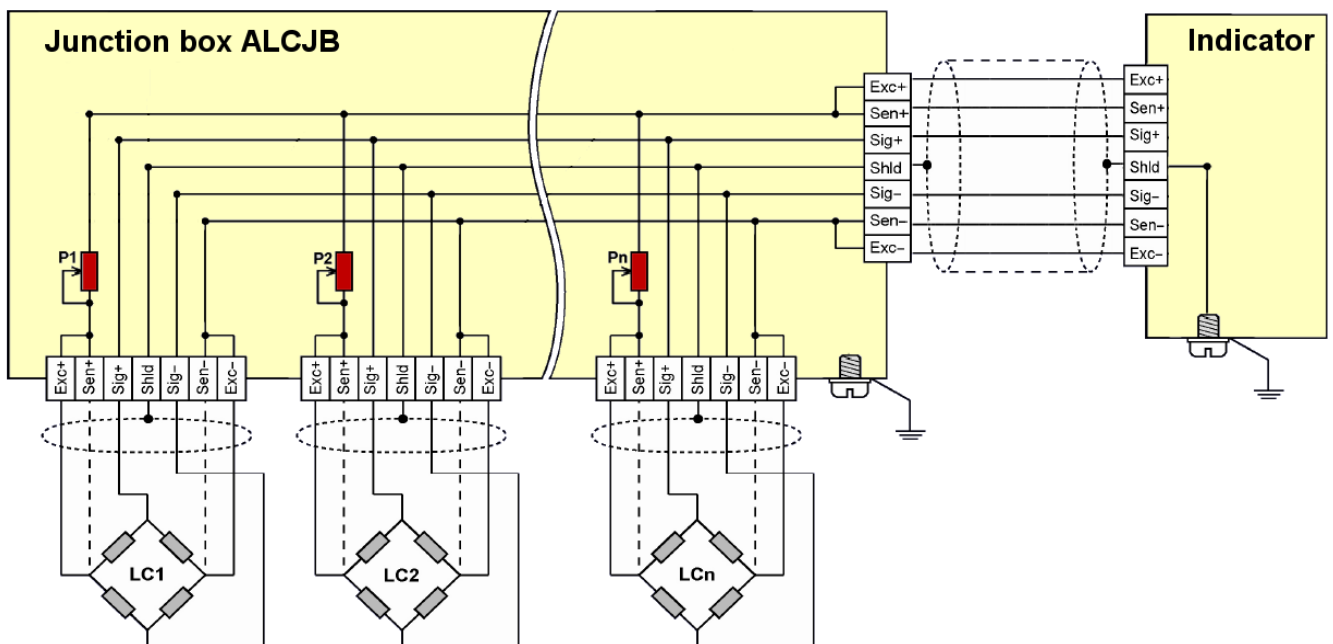 Junction box ALCJB
Indicator
Exc+
Sen+
Sig+
Shld
Sig−
Sen−
Exc−
Exc+
Sen+
Sig+
Shld
Sig−
Sen−
Exc−
P1
P2
Pn
Exc+ Sen+ Sig+ Shld Sig− Sen− Exc−
Exc+ Sen+ Sig+ Shld Sig− Sen− Exc−
Exc+ Sen+ Sig+ Shld Sig− Sen− Exc−
LC1
LC2
LCn